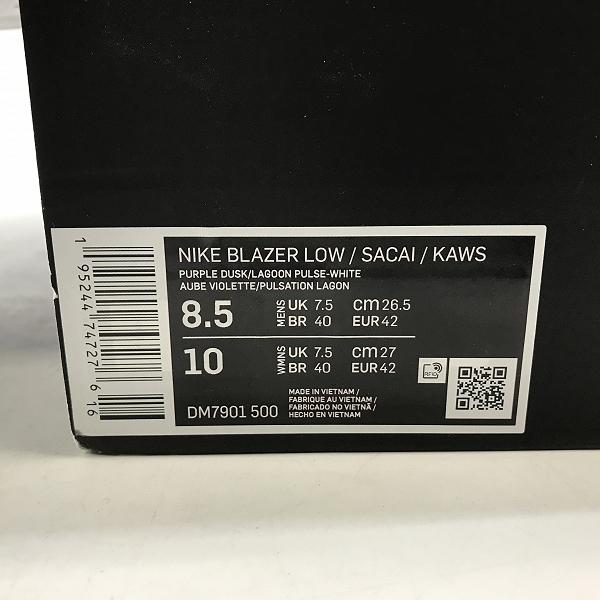 NIKE BLAZER LOW / SACAI / KAWS
PURPLE DUSK/LAGOON PULSE-WHITE
AUBE VIOLETTE/PULSATION LAGON
8.5 MENS UK 7.5 CM 26.5
BR 40 EUR 42
10 WMNS UK 7.5 CM 27
BR 40 EUR 42
DM7901 500
MADE IN VIETNAM /
FABRIQUE AU VIETNAM /
FABRICADO NO VIETNÃ /
HECHO EN VIETNAM
RFID
1 95244 74727 6 16